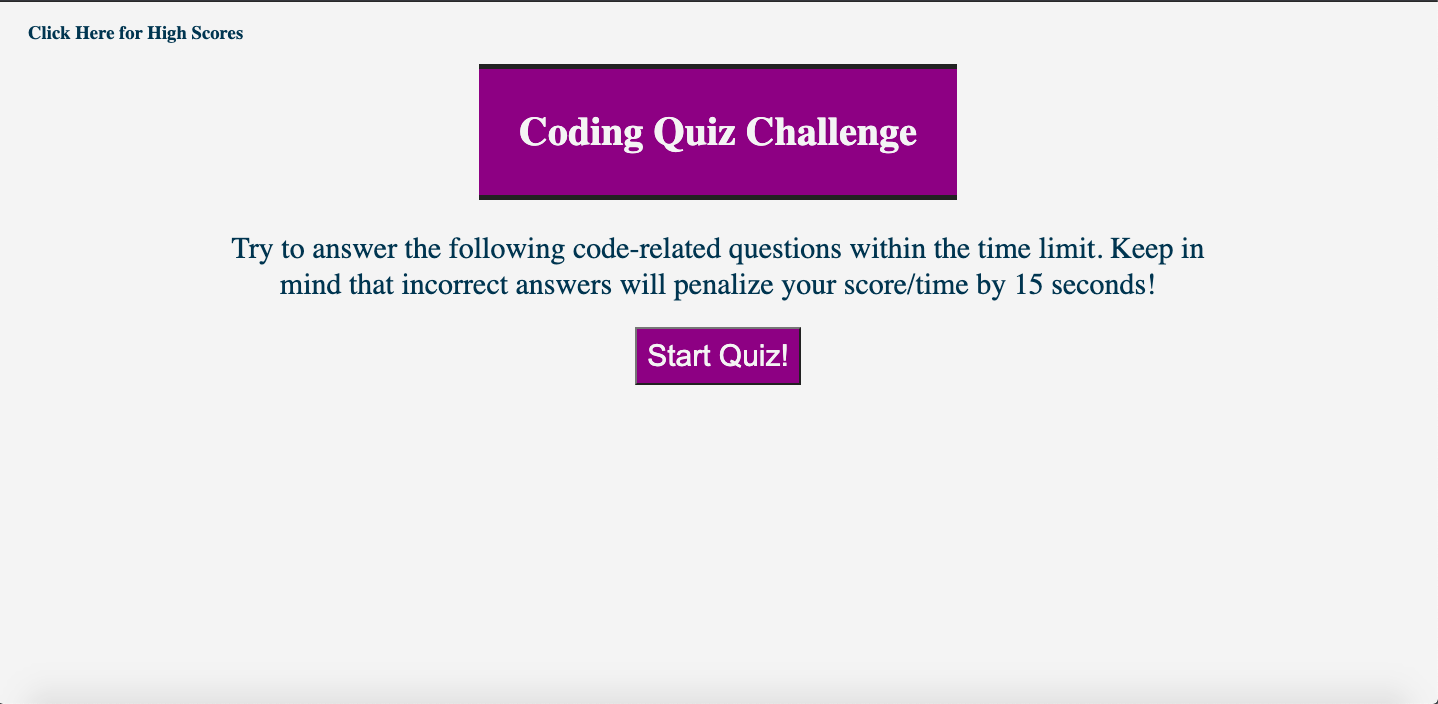 Click Here for High Scores
Coding Quiz Challenge
Try to answer the following code-related questions within the time limit. Keep in
mind that incorrect answers will penalize your score/time by 15 seconds!
Start Quiz!